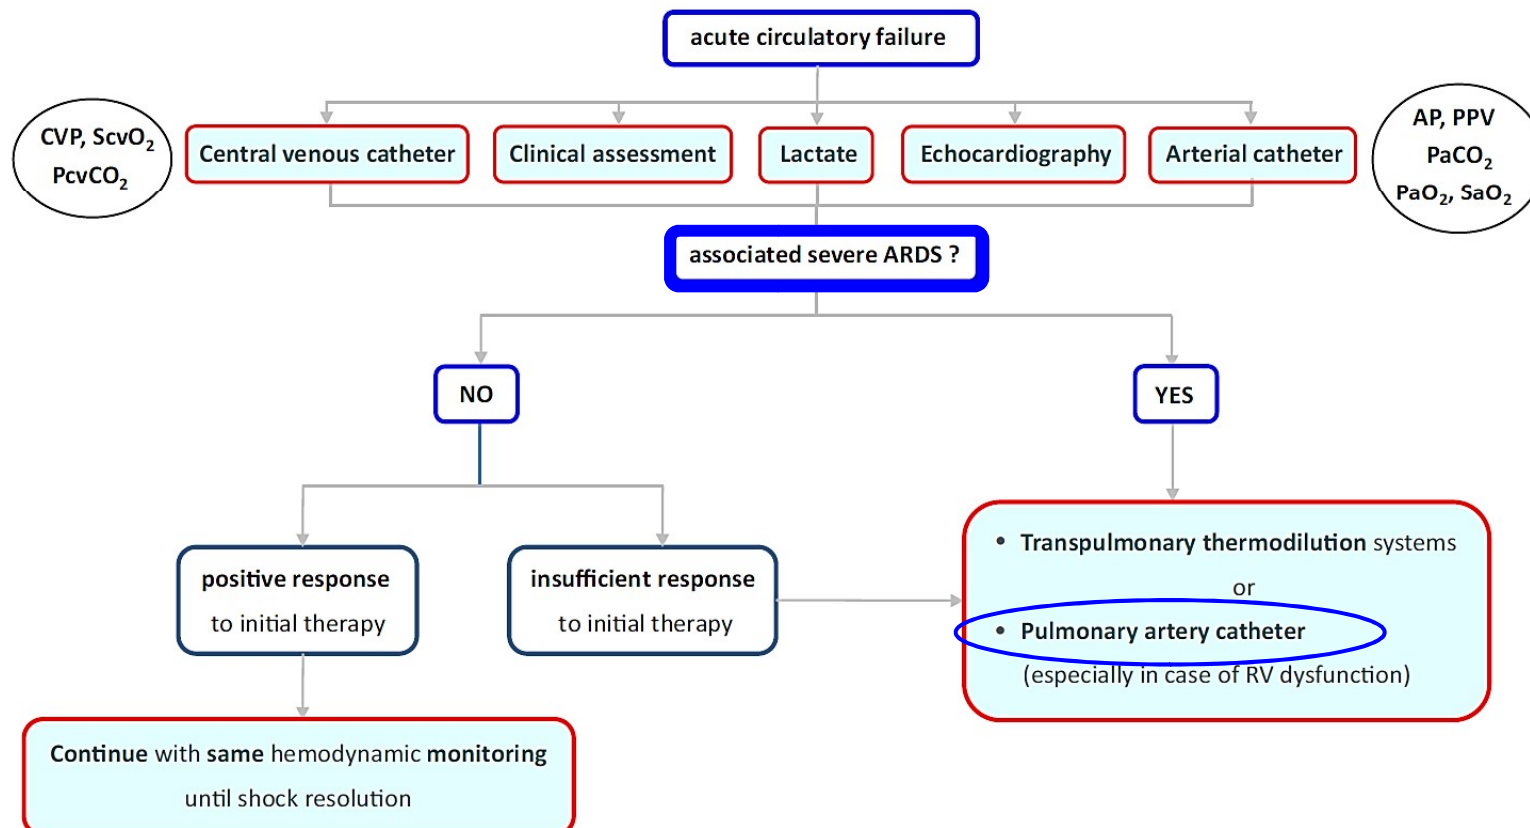 acute circulatory failure
CVP, ScvO₂
PcvCO₂
Central venous catheter
Clinical assessment
Lactate
Echocardiography
Arterial catheter
AP, PPV
PaCO₂
PaO₂, SaO₂
associated severe ARDS ?
NO
YES
positive response
to initial therapy
insufficient response
to initial therapy
• Transpulmonary thermodilution systems
or
• Pulmonary artery catheter
(especially in case of RV dysfunction)
Continue with same hemodynamic monitoring
until shock resolution